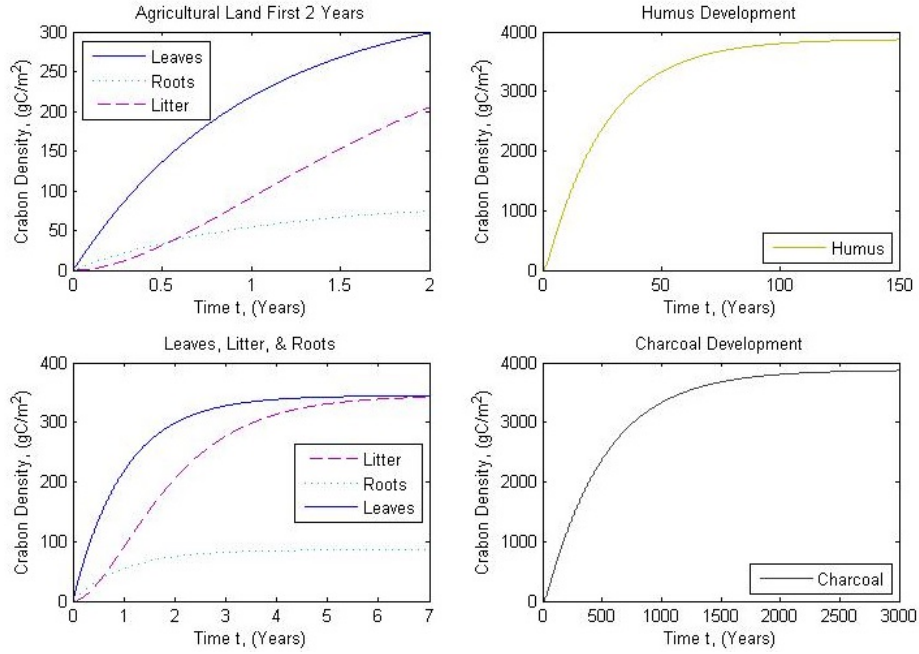 Agricultural Land First 2 Years
300
250
200
150
100
50
0
Crabon Density, (gC/m²)
Leaves
Roots
Litter
0 0.5 1 1.5 2
Time t, (Years)
Humus Development
4000
3000
2000
1000
0
Crabon Density, (gC/m²)
Humus
0 50 100 150
Time t, (Years)
Leaves, Litter, & Roots
400
300
200
100
0
Crabon Density, (gC/m²)
Litter
Roots
Leaves
0 1 2 3 4 5 6 7
Time t, (Years)
Charcoal Development
4000
3000
2000
1000
0
Crabon Density, (gC/m²)
Charcoal
0 500 1000 1500 2000 2500 3000
Time t, (Years)